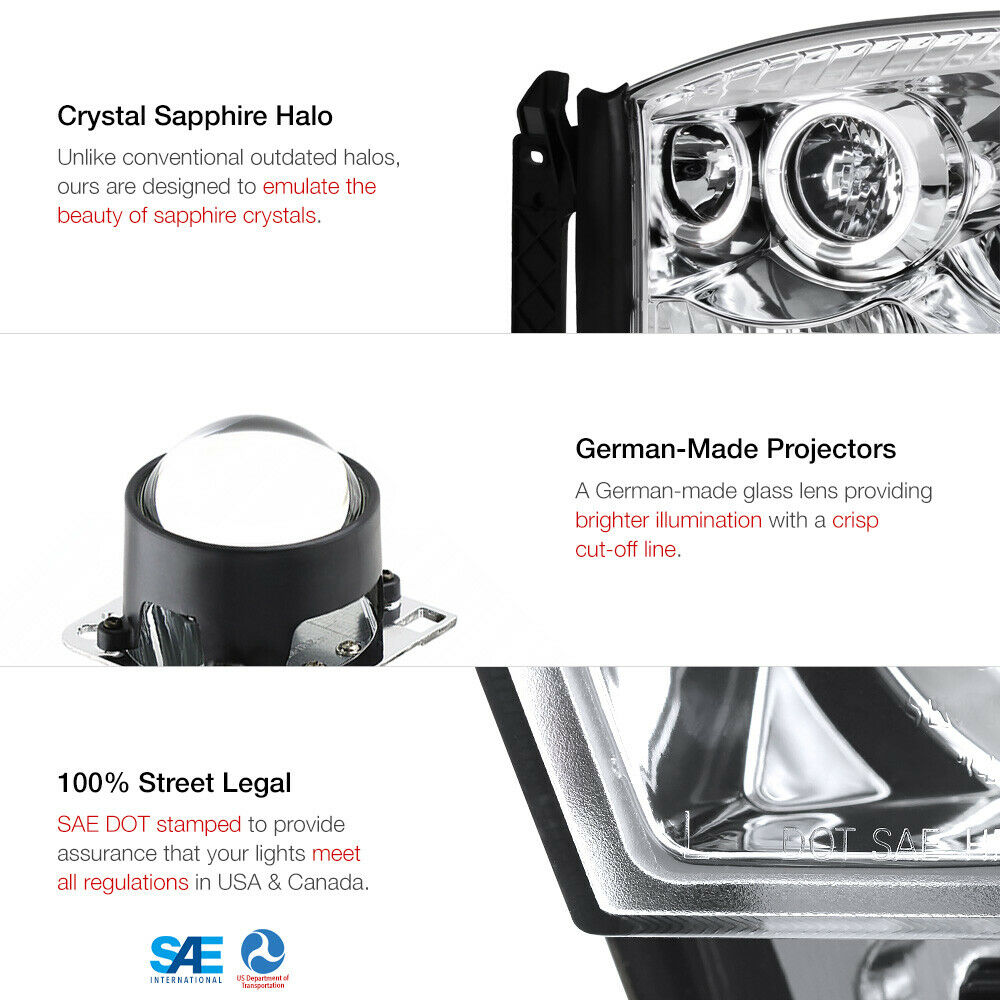 Crystal Sapphire Halo
Unlike conventional outdated halos,
ours are designed to emulate the
beauty of sapphire crystals.
German-Made Projectors
A German-made glass lens providing
brighter illumination with a crisp
cut-off line.
100% Street Legal
SAE DOT stamped to provide
assurance that your lights meet
all regulations in USA & Canada.
L DOT SAE
SAE
INTERNATIONAL
US Department of
Transportation